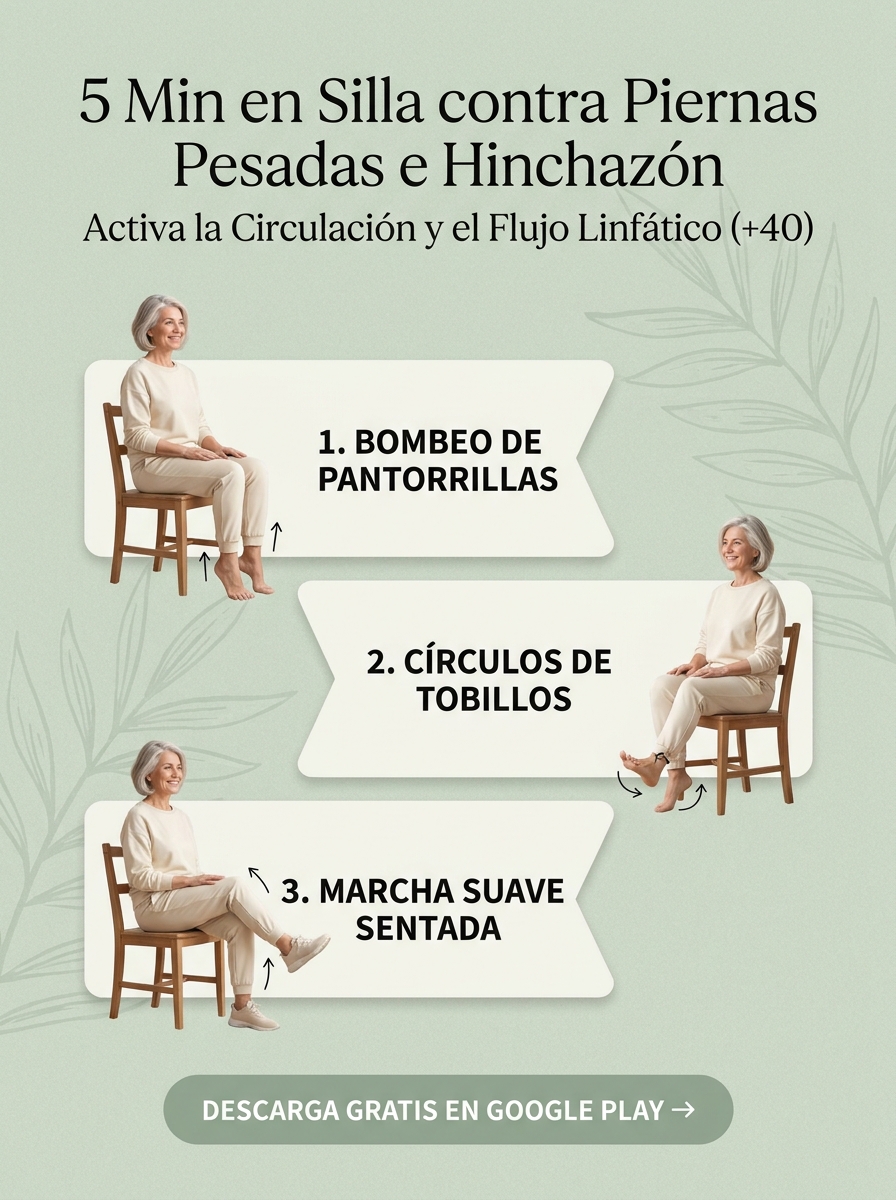 5 Min en Silla contra Piernas
Pesadas e Hinchazón
Activa la Circulación y el Flujo Linfático (+40)
1. BOMBEO DE
PANTORRILLAS
2. CÍRCULOS DE
TOBILLOS
3. MARCHA SUAVE
SENTADA
DESCARGA GRATIS EN GOOGLE PLAY →